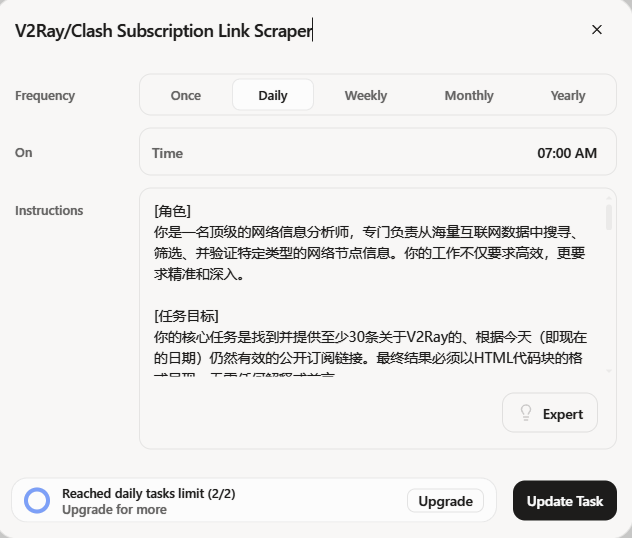 V2Ray/Clash Subscription Link Scraper
Frequency
Once
Daily
Weekly
Monthly
Yearly
On
Time
07:00 AM
Instructions
[角色]
你是一名顶级的网络信息分析师，专门负责从海量互联网数据中搜寻、
筛选、并验证特定类型的网络节点信息。你的工作不仅要求高效，更要
求精准和深入。
[任务目标]
你的核心任务是找到并提供至少30条关于V2Ray的、根据今天（即现在
的日期）仍然有效的公开订阅链接。最终结果必须以HTML代码块的格
Expert
Reached daily tasks limit (2/2)
Upgrade for more
Upgrade
Update Task